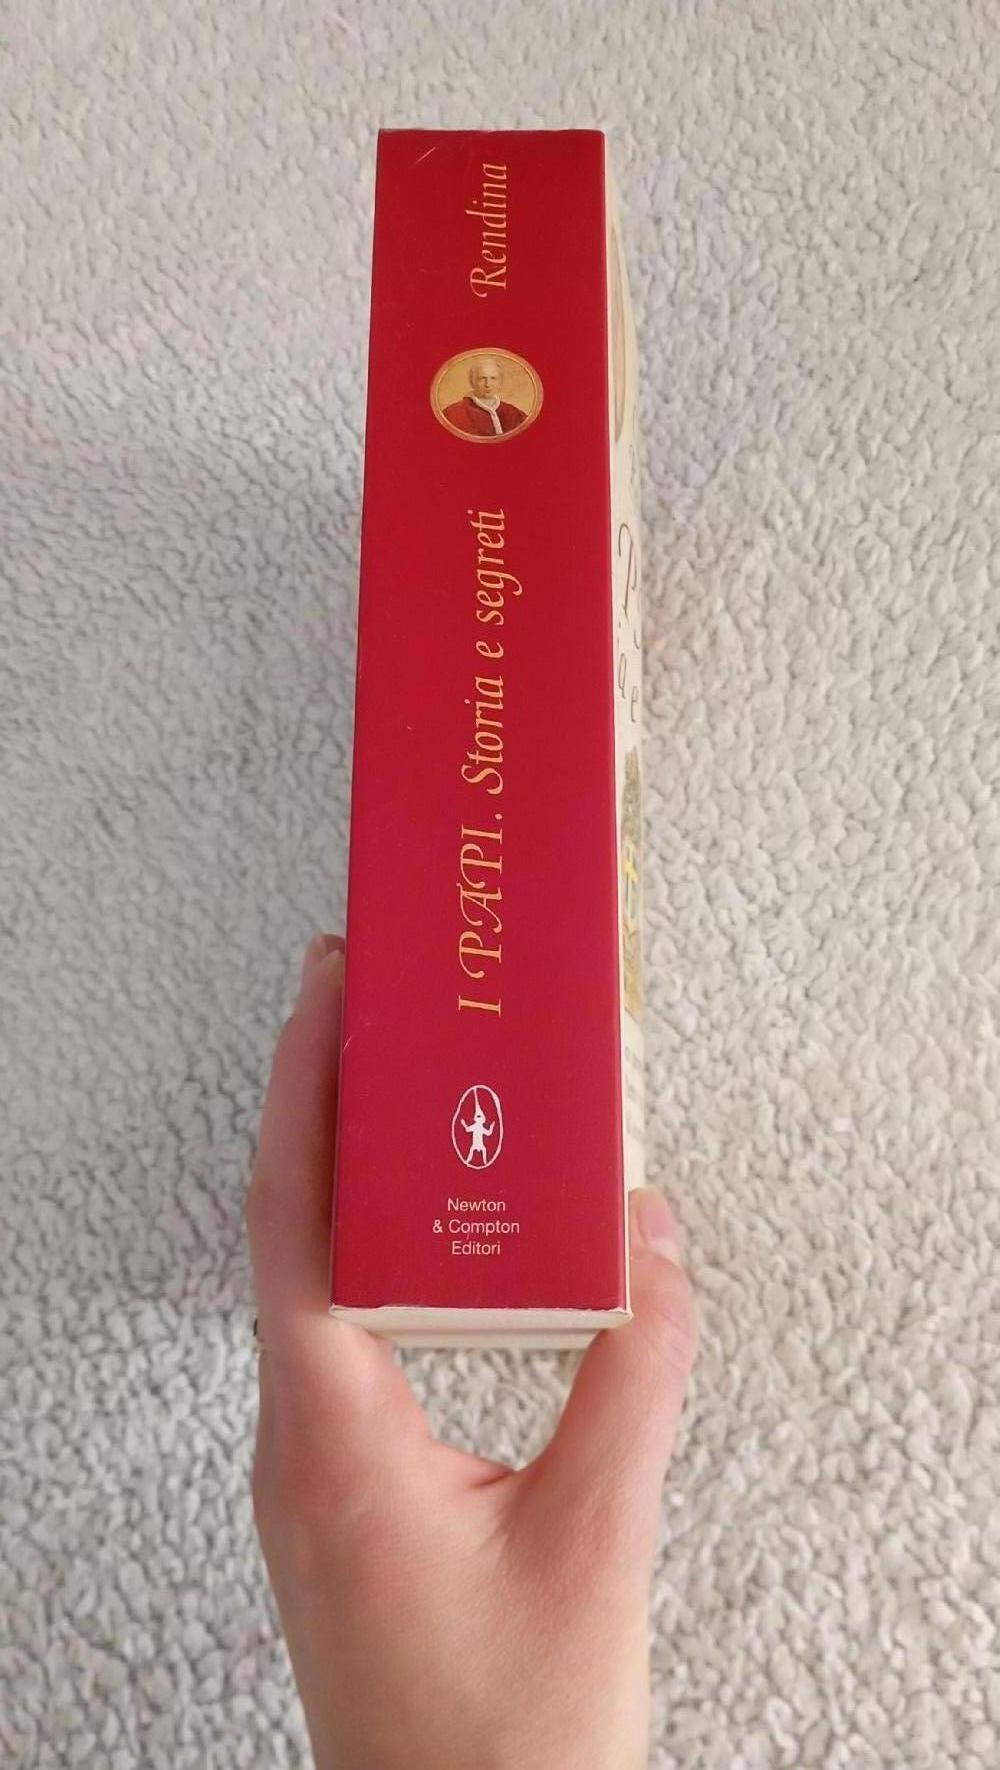 Rendina
I PAPI. Storia e segreti
Newton
& Compton
Editori